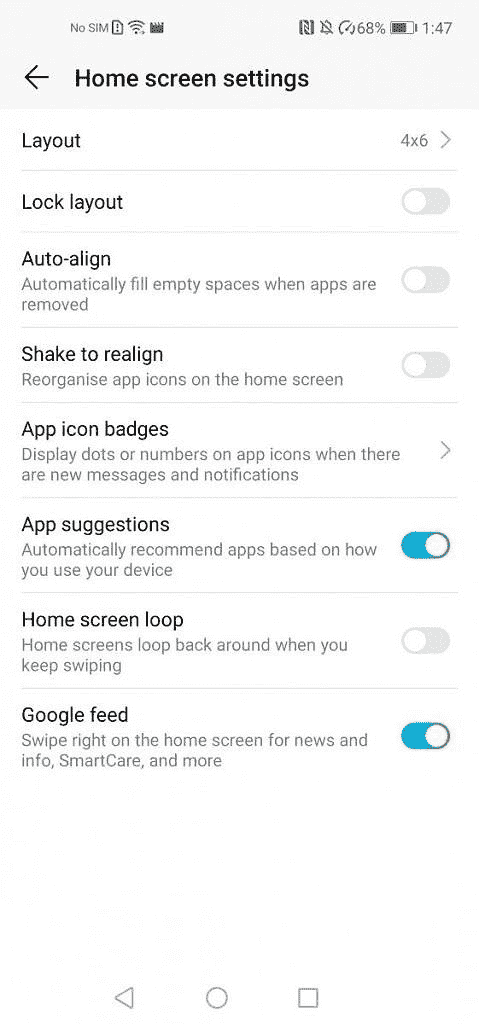 No SIM 68% 1:47
Home screen settings
Layout 4x6
Lock layout
Auto-align
Automatically fill empty spaces when apps are
removed
Shake to realign
Reorganise app icons on the home screen
App icon badges
Display dots or numbers on app icons when there
are new messages and notifications
App suggestions
Automatically recommend apps based on how
you use your device
Home screen loop
Home screens loop back around when you
keep swiping
Google feed
Swipe right on the home screen for news and
info, SmartCare, and more